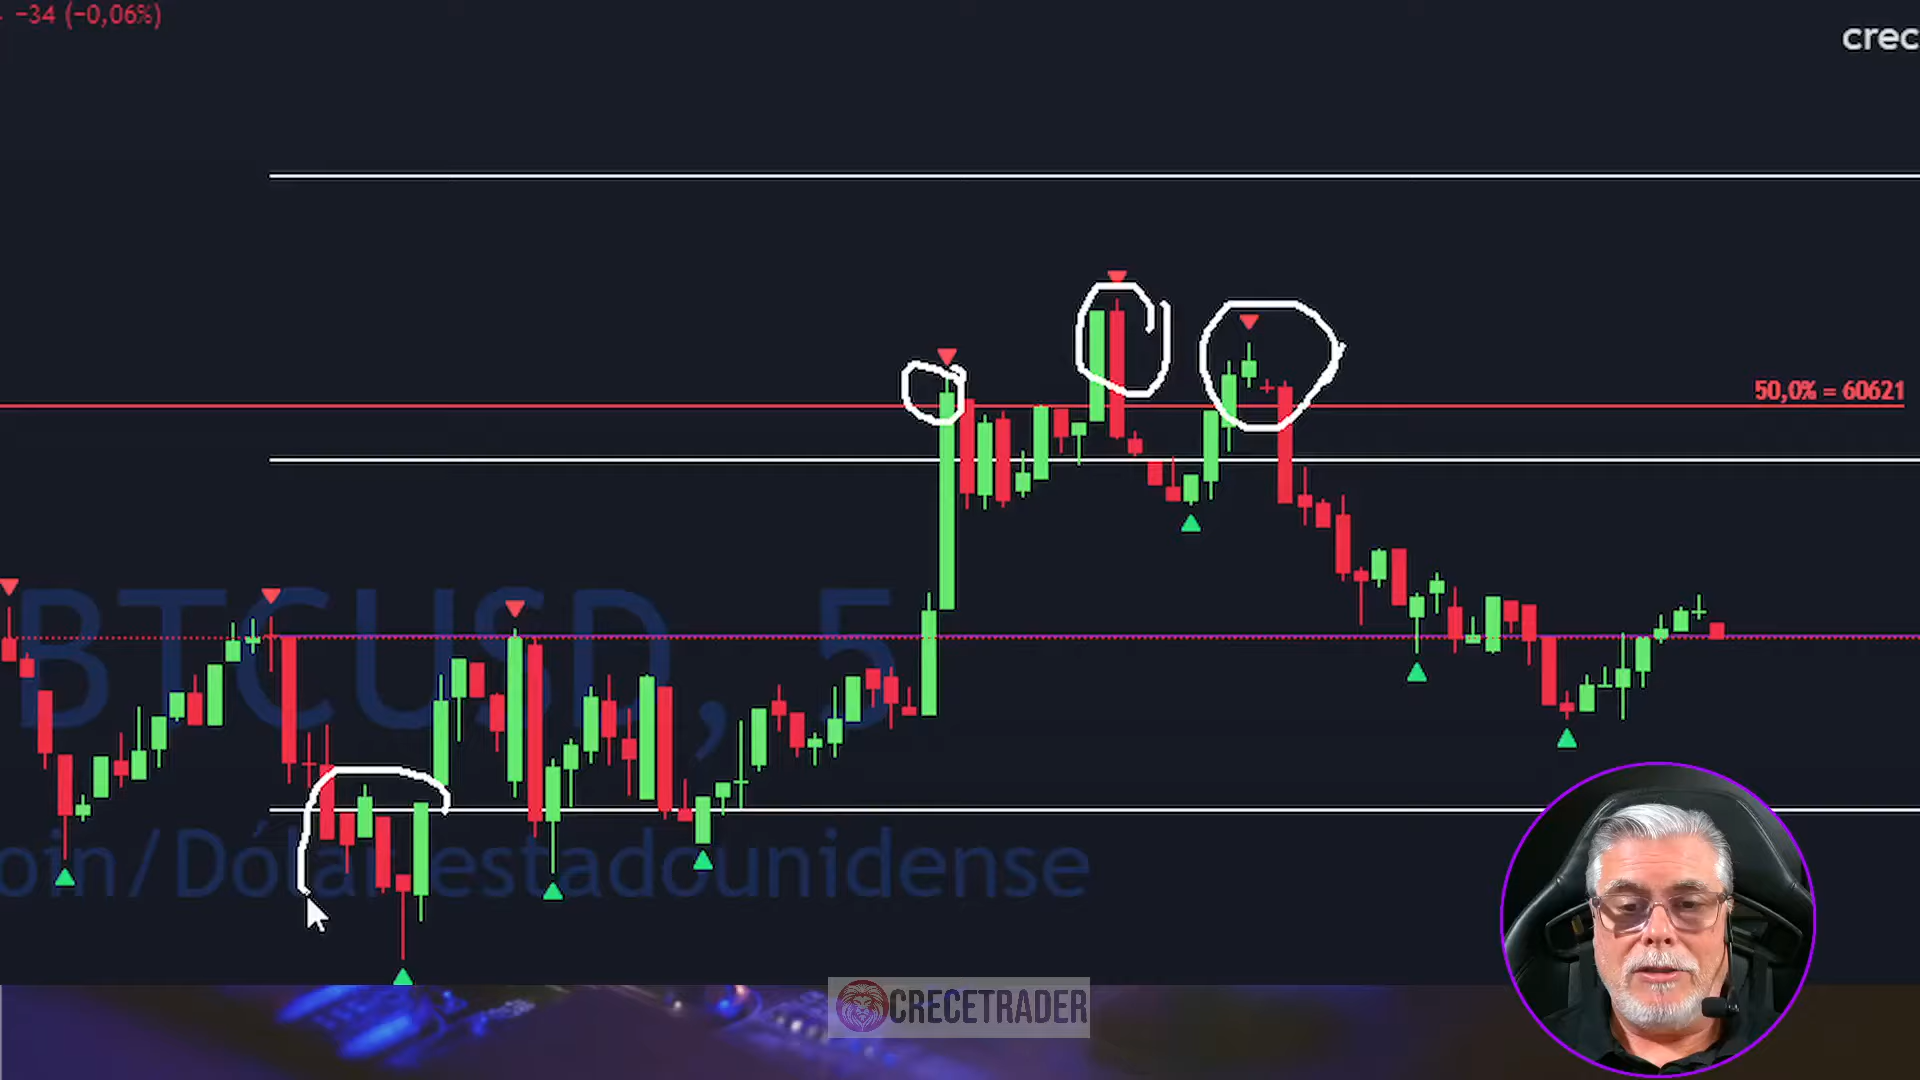 −34 (−0,06%)
crec
50,0% = 60621
BTCUSD, 5
oin/Dólar estadounidense
CRECETRADER